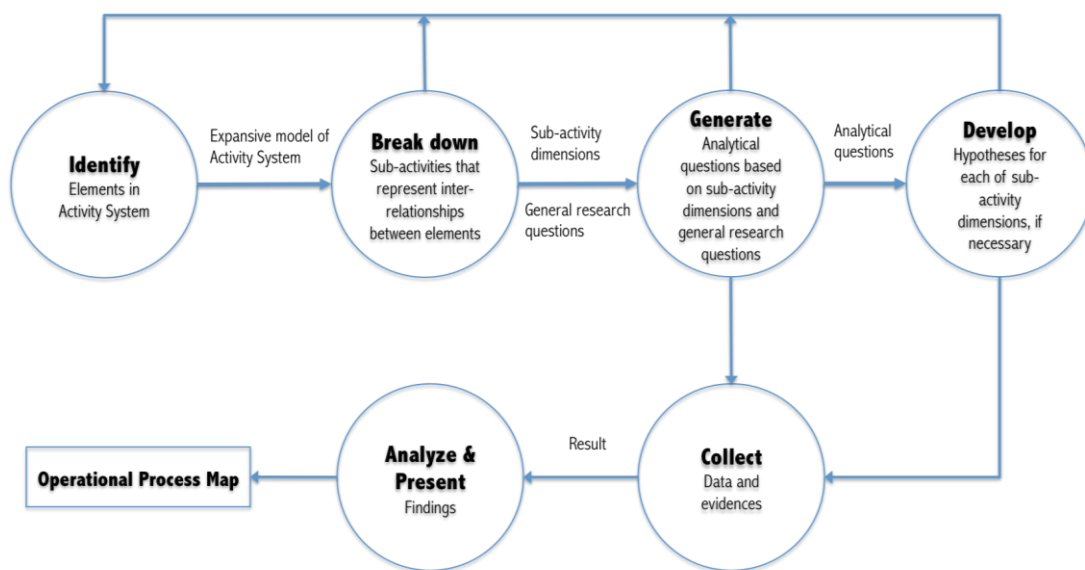 Identify
Elements in
Activity System
Expansive model of
Activity System
Break down
Sub-activities that
represent inter-
relationships
between elements
Sub-activity
dimensions
General research
questions
Generate
Analytical
questions based
on sub-activity
dimensions and
general research
questions
Analytical
questions
Develop
Hypotheses for
each of sub-
activity
dimensions, if
necessary
Operational Process Map
Analyze &
Present
Findings
Result
Collect
Data and
evidences